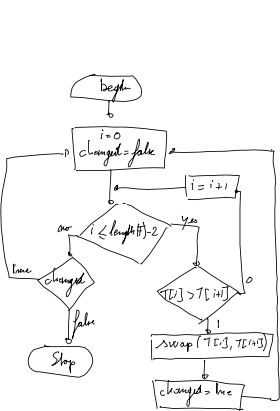 begin
i=0
changed=false
i=i+1
i≤length(T)-2
no
yes
true
changed
T[i]>T[i+1]
0
false
1
swap(T[i],T[i+1])
Stop
changed=true